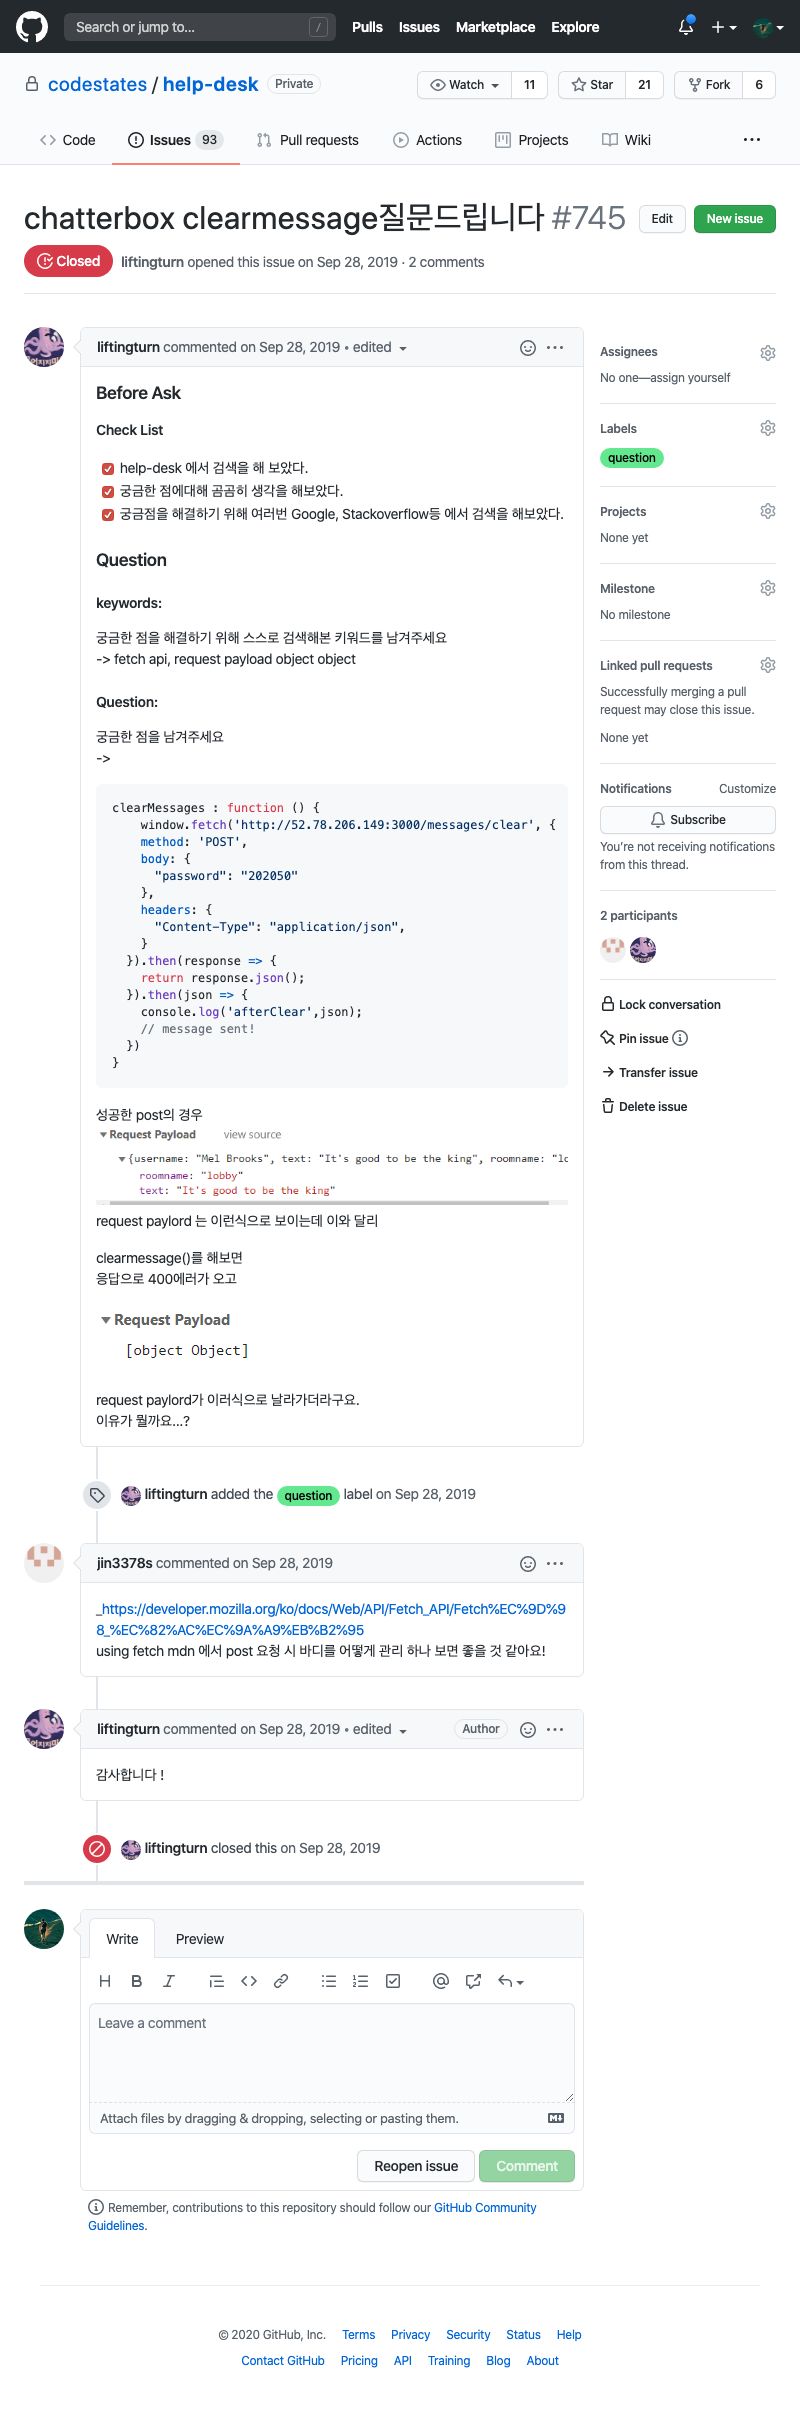 Search or jump to...
/
Pulls
Issues
Marketplace
Explore
codestates / help-desk
Private
Watch
11
Star
21
Fork
6
Code
Issues 93
Pull requests
Actions
Projects
Wiki
chatterbox clearmessage질문드립니다 #745
Edit
New issue
Closed
liftingturn opened this issue on Sep 28, 2019 · 2 comments
liftingturn commented on Sep 28, 2019 • edited
Before Ask
Check List
help-desk 에서 검색을 해 보았다.
궁금한 점에대해 곰곰히 생각을 해보았다.
궁금점을 해결하기 위해 여러번 Google, Stackoverflow등 에서 검색을 해보았다.
Question
keywords:
궁금한 점을 해결하기 위해 스스로 검색해본 키워드를 남겨주세요
-> fetch api, request payload object object
Question:
궁금한 점을 남겨주세요
->
clearMessages : function () {
window.fetch('http://52.78.206.149:3000/messages/clear', {
method: 'POST',
body: {
"password": "202050"
},
headers: {
"Content-Type": "application/json",
}
}).then(response => {
return response.json();
}).then(json => {
console.log('afterClear',json);
// message sent!
})
}
성공한 post의 경우
Request Payload view source
{username: "Mel Brooks", text: "It's good to be the king", roomname: "lo
roomname: "lobby"
text: "It's good to be the king"
request paylord 는 이런식으로 보이는데 이와 달리
clearmessage()를 해보면
응답으로 400에러가 오고
Request Payload
[object Object]
request paylord가 이러식으로 날라가더라구요.
이유가 뭘까요...?
liftingturn added the question label on Sep 28, 2019
jin3378s commented on Sep 28, 2019
_https://developer.mozilla.org/ko/docs/Web/API/Fetch_API/Fetch%EC%9D%9
8_%EC%82%AC%EC%9A%A9%EB%B2%95
using fetch mdn 에서 post 요청 시 바디를 어떻게 관리 하나 보면 좋을 것 같아요!
liftingturn commented on Sep 28, 2019 • edited
Author
감사합니다 !
liftingturn closed this on Sep 28, 2019
Write
Preview
Leave a comment
Attach files by dragging & dropping, selecting or pasting them.
Reopen issue
Comment
Remember, contributions to this repository should follow our GitHub Community
Guidelines.
Assignees
No one—assign yourself
Labels
question
Projects
None yet
Milestone
No milestone
Linked pull requests
Successfully merging a pull
request may close this issue.
None yet
Notifications
Customize
Subscribe
You're not receiving notifications
from this thread.
2 participants
Lock conversation
Pin issue
Transfer issue
Delete issue
© 2020 GitHub, Inc.
Terms
Privacy
Security
Status
Help
Contact GitHub
Pricing
API
Training
Blog
About